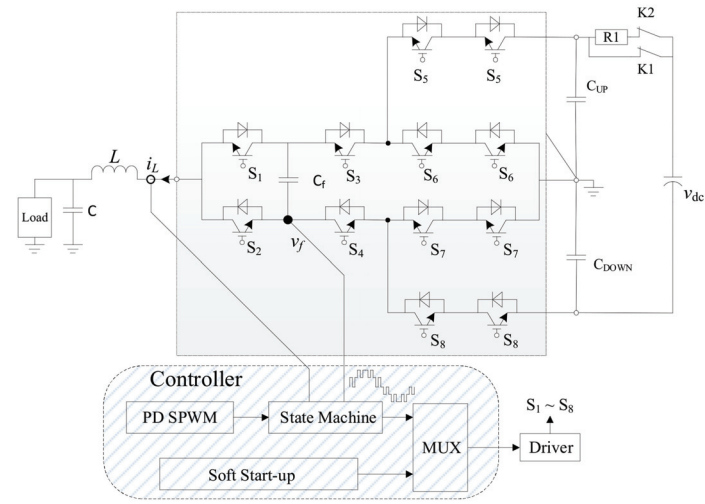 K2
R1
K1
S5 S5
CUP
L iL
S1 Cf S3 S6 S6
vdc
Load C
S2 vf S4 S7 S7
CDOWN
S8 S8
Controller
PD SPWM State Machine
MUX
S1 ~ S8
Driver
Soft Start-up